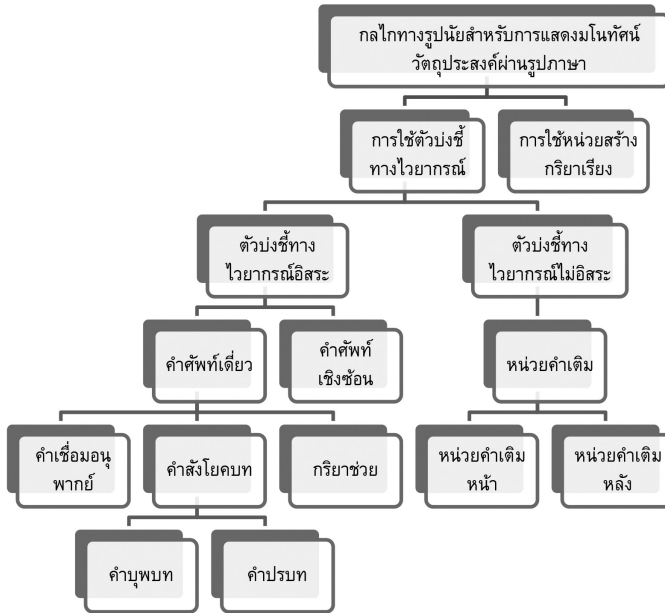 กลไกทางรูปนัยสำหรับการแสดงมโนทัศน์
วัตถุประสงค์ผ่านรูปภาษา
การใช้ตัวบ่งชี้
ทางไวยากรณ์
การใช้หน่วยสร้าง
กริยาเรียง
ตัวบ่งชี้ทาง
ไวยากรณ์อิสระ
ตัวบ่งชี้ทาง
ไวยากรณ์ไม่อิสระ
คำศัพท์เดี่ยว
คำศัพท์
เชิงซ้อน
หน่วยคำเติม
คำเชื่อมอนุ
พากย์
คำสังโยคบท
กริยาช่วย
หน่วยคำเติม
หน้า
หน่วยคำเติม
หลัง
คำบุพบท
คำปรบท